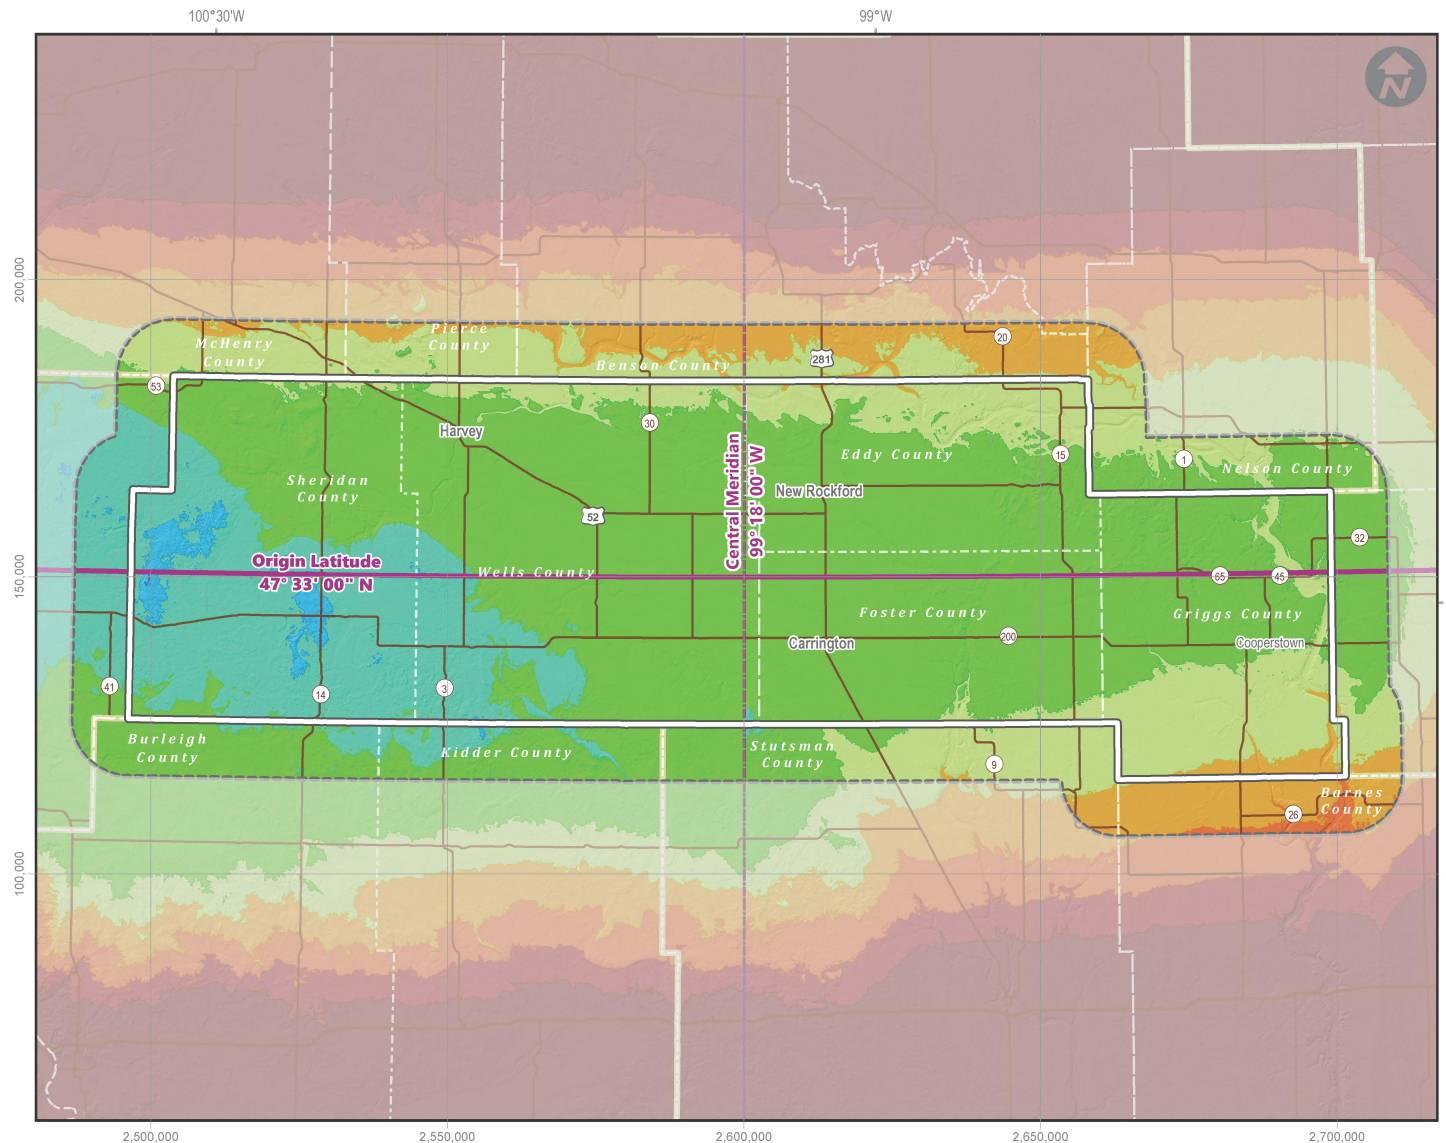 100°30'W
99°W
N
200,000
150,000
100,000
McHenry
County
Pierce
County
Benson County
20
281
53
Harvey
30
Eddy County
15
1
Nelson County
Sheridan
County
New Rockford
Central Meridian
99° 18' 00" W
52
32
Origin Latitude
47° 33' 00" N
Wells County
65
45
Foster County
Griggs County
Carrington
200
Cooperstown
41
14
3
Burleigh
County
Kidder County
Stutsman
County
9
Barnes
County
26
2,500,000
2,550,000
2,600,000
2,650,000
2,700,000